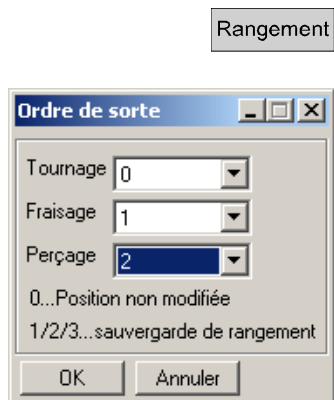 Rangement
Ordre de sorte
Tournage 0
Fraisage 1
Perçage 2
0...Position non modifiée
1/2/3...sauvergarde de rangement
OK Annuler